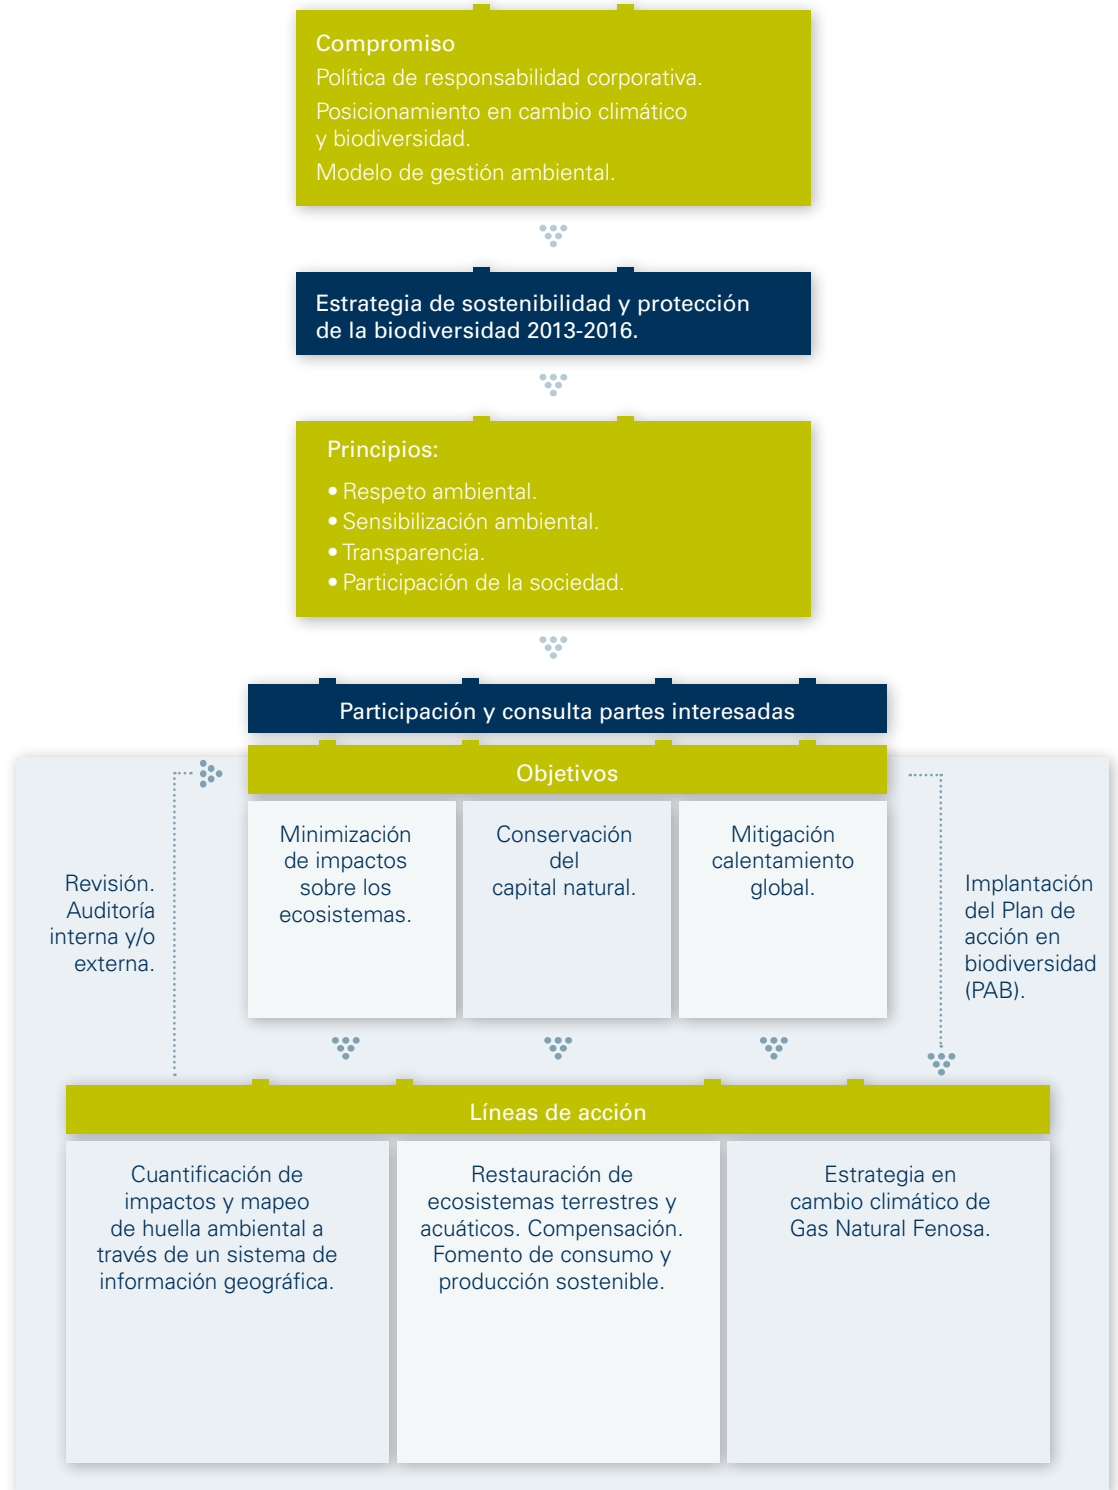 Compromiso
Política de responsabilidad corporativa.
Posicionamiento en cambio climático
y biodiversidad.
Modelo de gestión ambiental.
Estrategia de sostenibilidad y protección
de la biodiversidad 2013-2016.
Principios:
• Respeto ambiental.
• Sensibilización ambiental.
• Transparencia.
• Participación de la sociedad.
Participación y consulta partes interesadas
Objetivos
Minimización
de impactos
sobre los
ecosistemas.
Conservación
del
capital natural.
Mitigación
calentamiento
global.
Revisión.
Auditoría
interna y/o
externa.
Implantación
del Plan de
acción en
biodiversidad
(PAB).
Líneas de acción
Cuantificación de
impactos y mapeo
de huella ambiental a
través de un sistema de
información geográfica.
Restauración de
ecosistemas terrestres y
acuáticos. Compensación.
Fomento de consumo y
producción sostenible.
Estrategia en
cambio climático de
Gas Natural Fenosa.